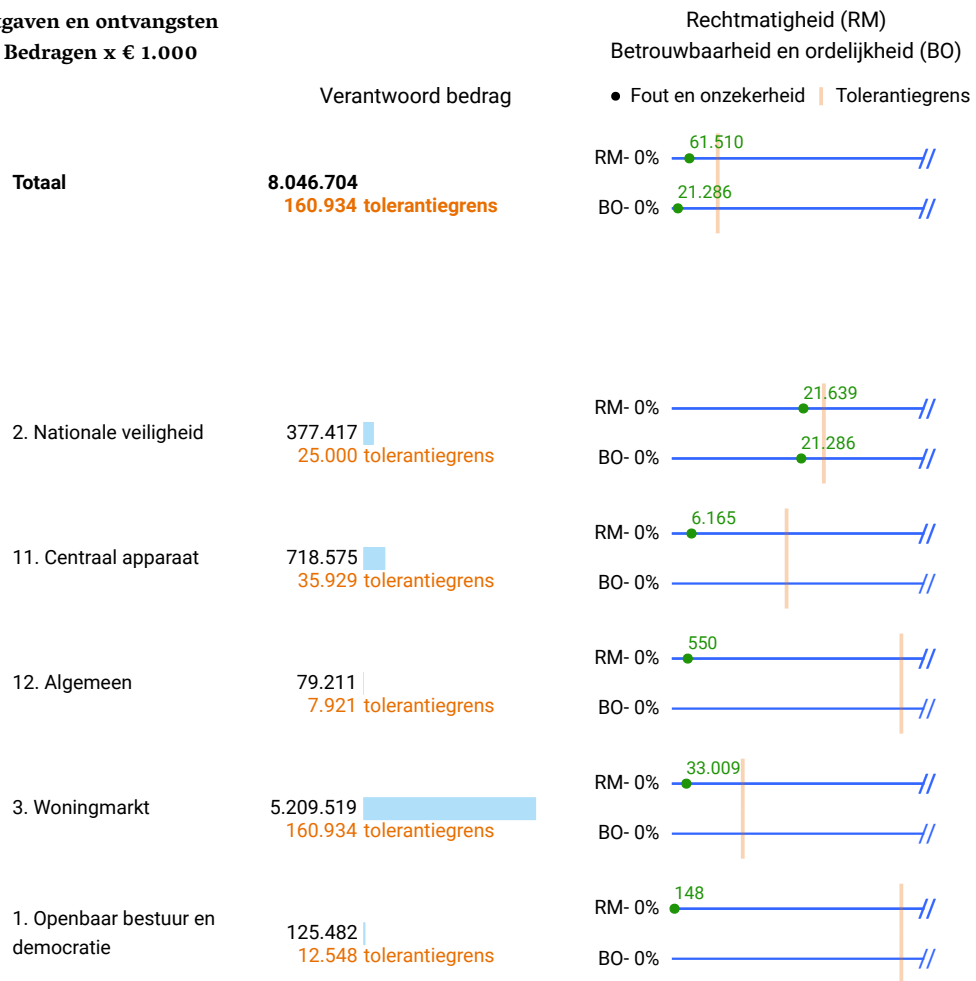 en ontvangsten
Bedragen x € 1.000
Rechtmatigheid (RM)
Betrouwbaarheid en ordelijkheid (BO)
Verantwoord bedrag
Fout en onzekerheid
Tolerantiegrens
Totaal
8.046.704
160.934 tolerantiegrens
RM- 0%
61.510
BO- 0%
21.286
2. Nationale veiligheid
377.417
25.000 tolerantiegrens
RM- 0%
21.639
BO- 0%
21.286
11. Centraal apparaat
718.575
35.929 tolerantiegrens
RM- 0%
6.165
BO- 0%
12. Algemeen
79.211
7.921 tolerantiegrens
RM- 0%
550
BO- 0%
3. Woningmarkt
5.209.519
160.934 tolerantiegrens
RM- 0%
33.009
BO- 0%
1. Openbaar bestuur en
democratie
125.482
12.548 tolerantiegrens
RM- 0%
148
BO- 0%